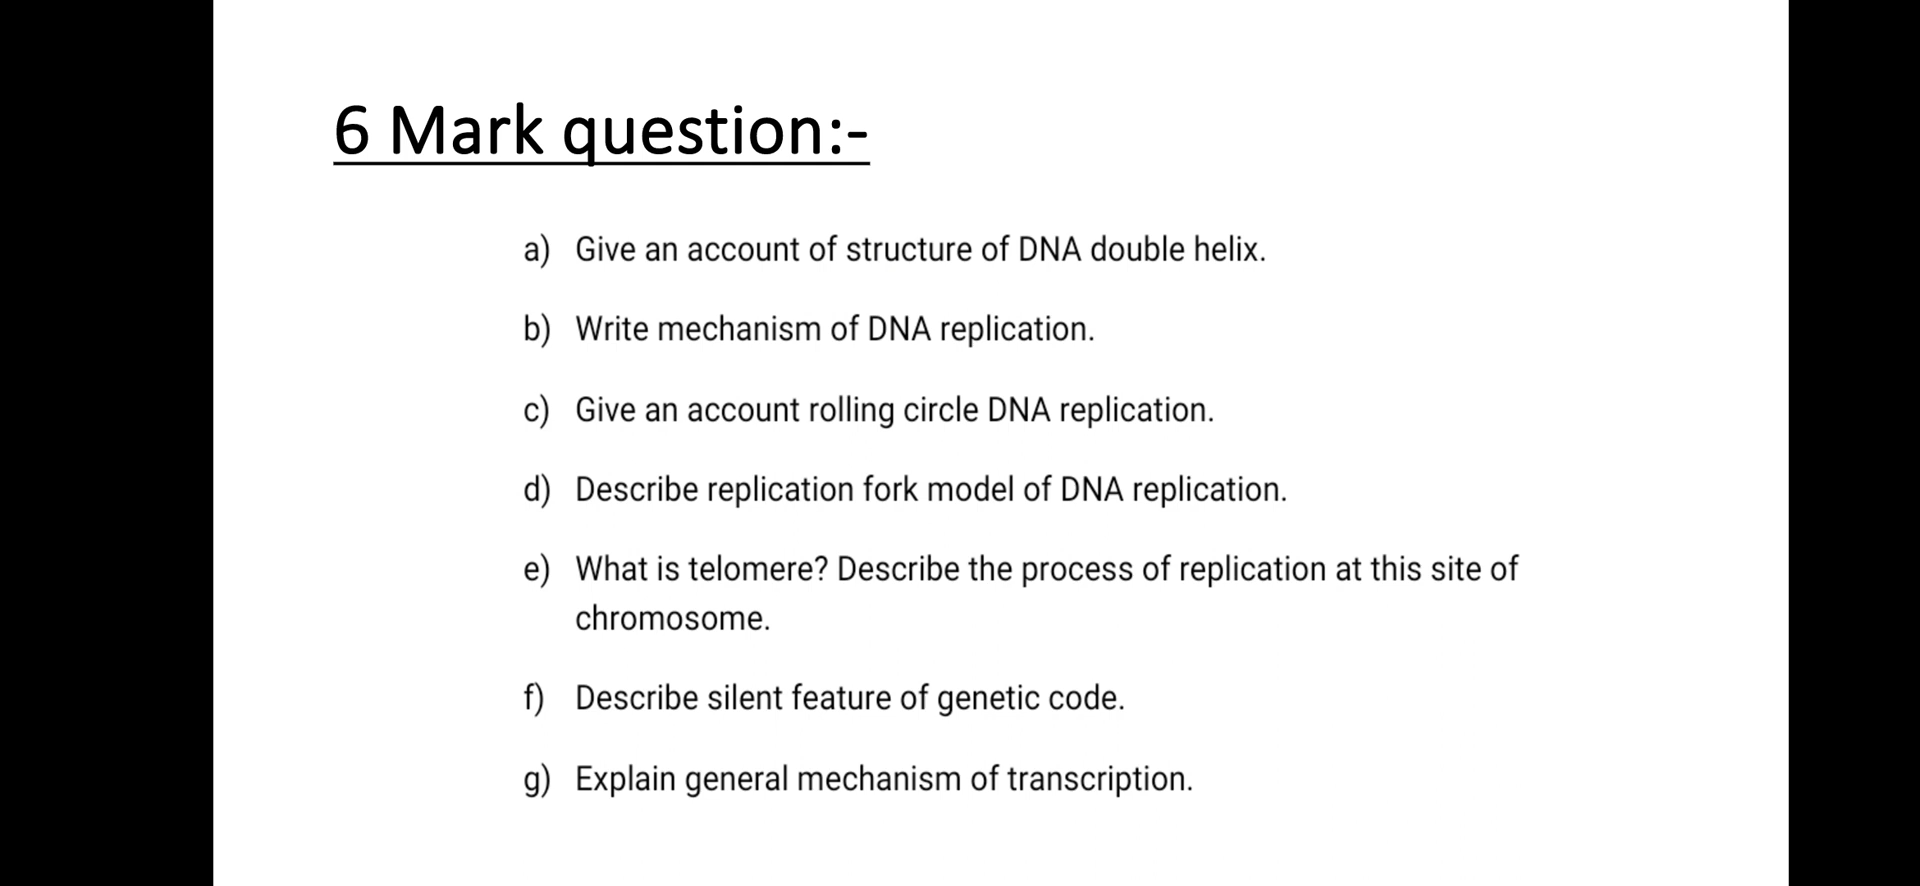 6 Mark question:-
a) Give an account of structure of DNA double helix.
b) Write mechanism of DNA replication.
c) Give an account rolling circle DNA replication.
d) Describe replication fork model of DNA replication.
e) What is telomere? Describe the process of replication at this site of
chromosome.
f) Describe silent feature of genetic code.
g) Explain general mechanism of transcription.